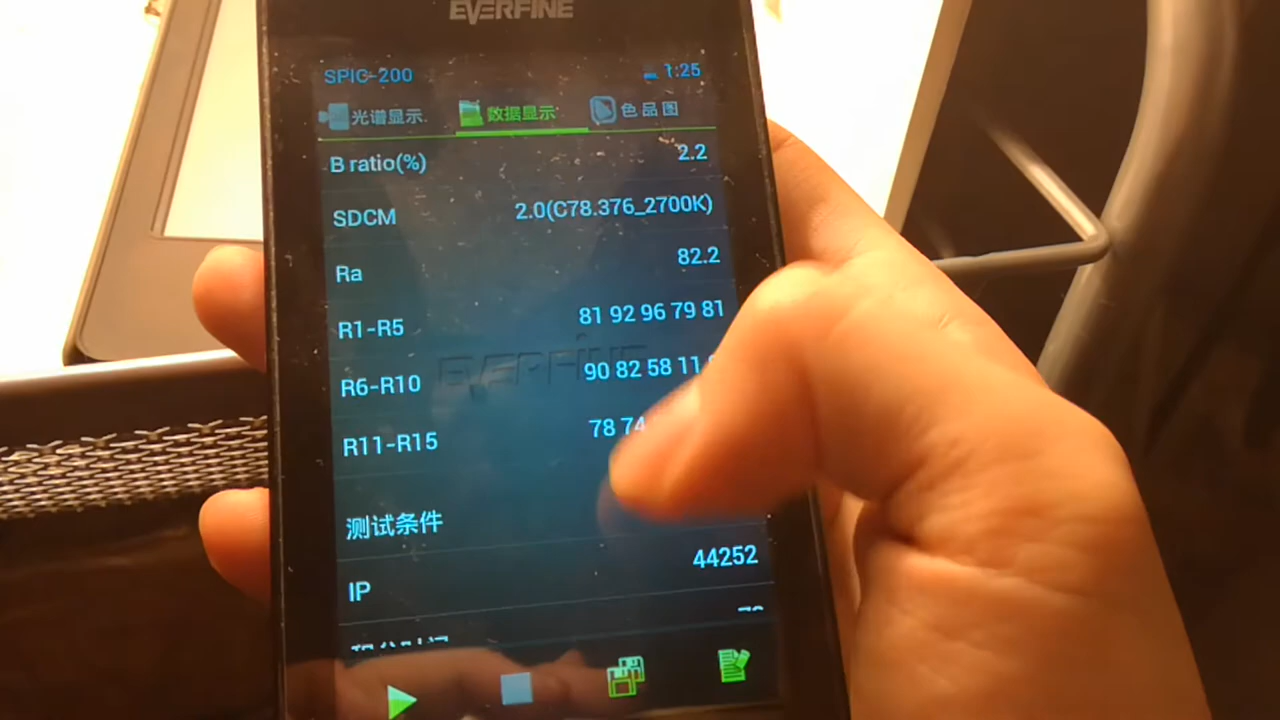 EVERFINE
SPIC-200 1:25
光谱显示 数据显示 色品图
B ratio(%) 2.2
SDCM 2.0(C78.376_2700K)
Ra 82.2
R1-R5 81 92 96 79 81
R6-R10 90 82 58 11
R11-R15 78 74
测试条件
IP 44252